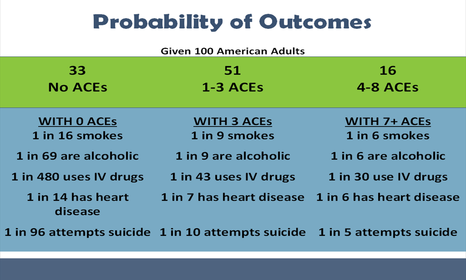 Probability of Outcomes
Given 100 American Adults
33
No ACEs
51
1-3 ACEs
16
4-8 ACEs
WITH 0 ACEs
1 in 16 smokes
1 in 69 are alcoholic
1 in 480 uses IV drugs
1 in 14 has heart
disease
1 in 96 attempts suicide
WITH 3 ACEs
1 in 9 smokes
1 in 9 are alcoholic
1 in 43 uses IV drugs
1 in 7 has heart disease
1 in 10 attempts suicide
WITH 7+ ACEs
1 in 6 smokes
1 in 6 are alcoholic
1 in 30 use IV drugs
1 in 6 has heart disease
1 in 5 attempts suicide